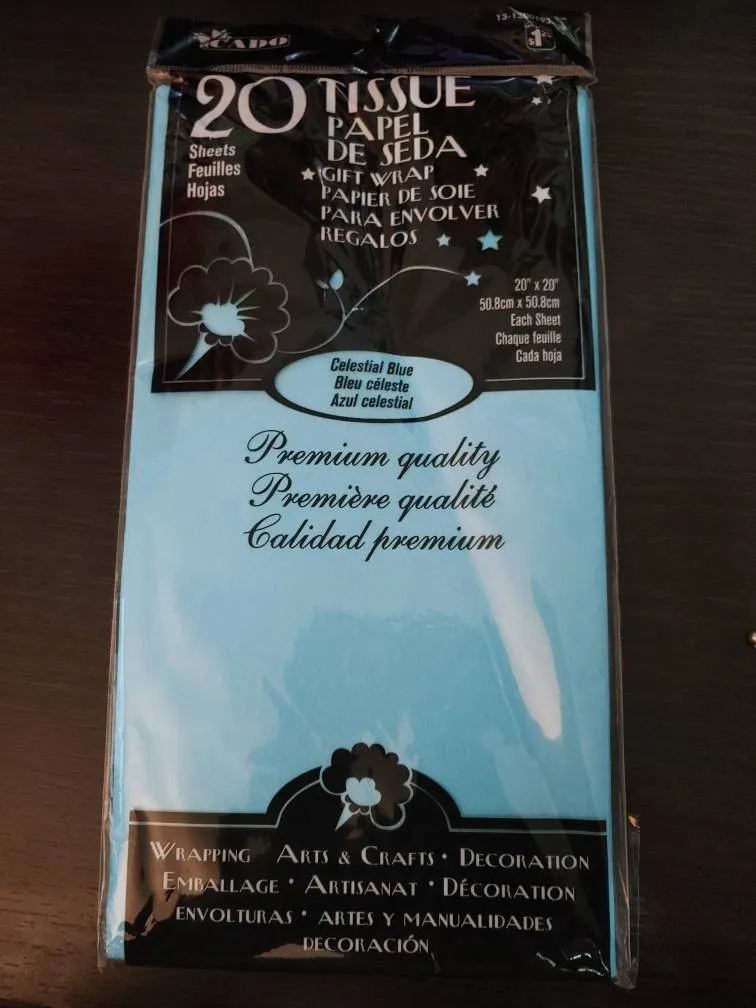 CADO
$1
20
Sheets
Feuilles
Hojas
TISSUE
PAPEL
DE SEDA
GIFT WRAP
PAPIER DE SOIE
PARA ENVOLVER
REGALOS
20" x 20"
50.8cm x 50.8cm
Each Sheet
Chaque feuille
Cada hoja
Celestial Blue
Bleu céleste
Azul celestial
Premium quality
Première qualité
Calidad premium
WRAPPING ARTS & CRAFTS • DECORATION
EMBALLAGE • ARTISANAT • DÉCORATION
ENVOLTURAS • ARTES Y MANUALIDADES
DECORACIÓN